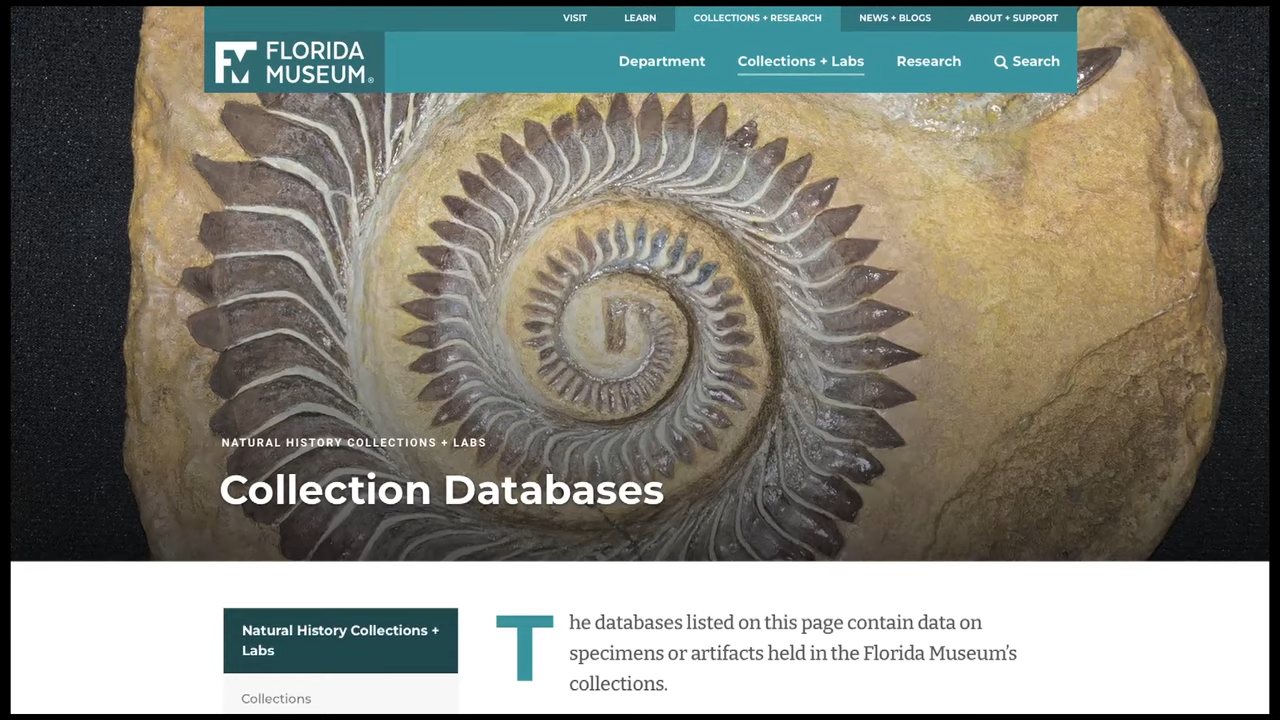 VISIT LEARN COLLECTIONS + RESEARCH NEWS + BLOGS ABOUT + SUPPORT
FLORIDA
MUSEUM®
Department Collections + Labs Research Search
NATURAL HISTORY COLLECTIONS + LABS
Collection Databases
Natural History Collections +
Labs
Collections
The databases listed on this page contain data on
specimens or artifacts held in the Florida Museum’s
collections.